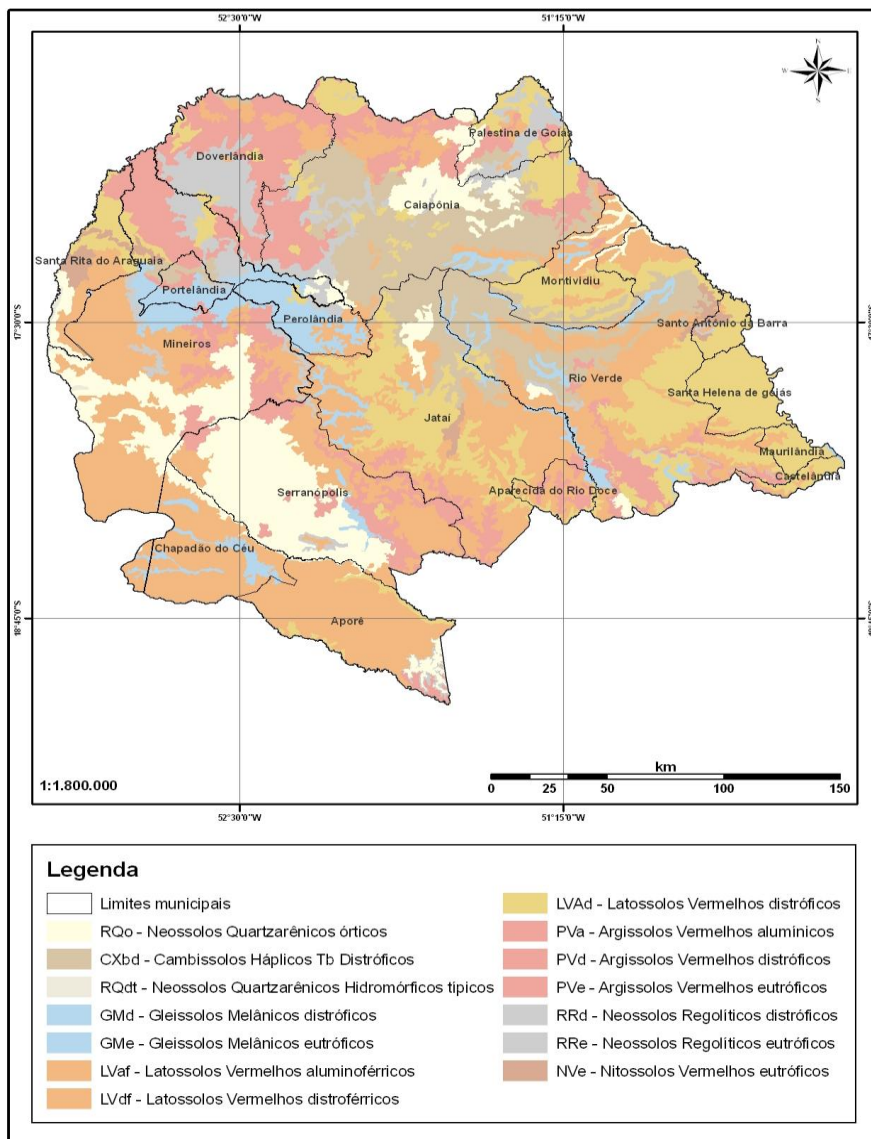 52°30'0"W 51°15'0"W
N
W E
S
Palestina de Goiás
Doverlândia
Caiapônia
Santa Rita do Araguaia
Portelândia
Montividiu
Perolândia
Santo Antônio da Barra
17°30'0"S
Mineiros
Rio Verde
Jataí
Santa Helena de goiás
Maurilândia
Castelândia
Serranópolis
Aparecida do Rio Doce
Chapadão do Céu
Aporê
18°45'0"S
km
1:1.800.000
0 25 50 100 150
52°30'0"W 51°15'0"W
Legenda
Limites municipais
RQo - Neossolos Quartzarênicos órticos
CXbd - Cambissolos Háplicos Tb Distróficos
RQdt - Neossolos Quartzarênicos Hidromórficos tipicos
GMd - Gleissolos Melânicos distróficos
GMe - Gleissolos Melânicos eutróficos
LVaf - Latossolos Vermelhos aluminoférricos
LVdf - Latossolos Vermelhos distroférricos
LVAd - Latossolos Vermelhos distróficos
PVa - Argissolos Vermelhos alumínicos
PVd - Argissolos Vermelhos distróficos
PVe - Argissolos Vermelhos eutróficos
RRd - Neossolos Regolíticos distróficos
RRe - Neossolos Regolíticos eutróficos
NVe - Nitossolos Vermelhos eutróficos